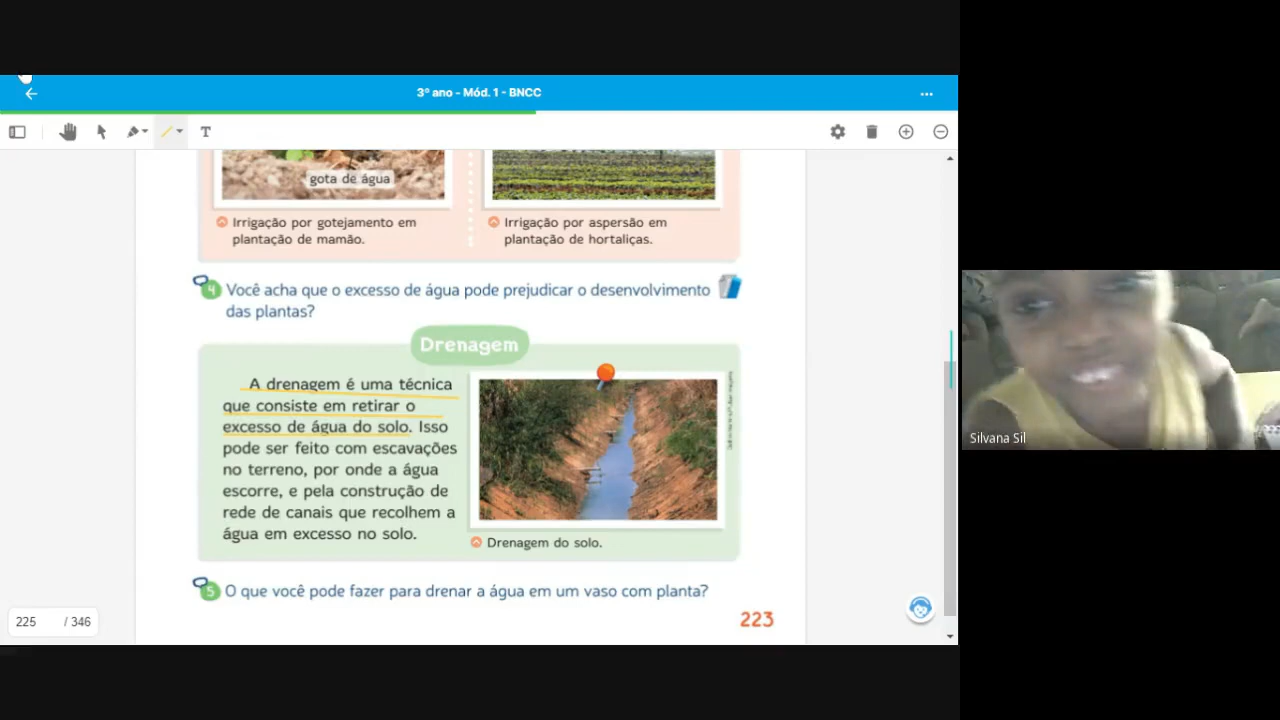 3º ano - Mód. 1 - BNCC
T
gota de água
Irrigação por gotejamento em
plantação de mamão.
Irrigação por aspersão em
plantação de hortaliças.
4 Você acha que o excesso de água pode prejudicar o desenvolvimento
das plantas?
Drenagem
A drenagem é uma técnica
que consiste em retirar o
excesso de água do solo. Isso
pode ser feito com escavações
no terreno, por onde a água
escorre, e pela construção de
rede de canais que recolhem a
água em excesso no solo.
Drenagem do solo.
5 O que você pode fazer para drenar a água em um vaso com planta?
223
225 / 346
Silvana Sil